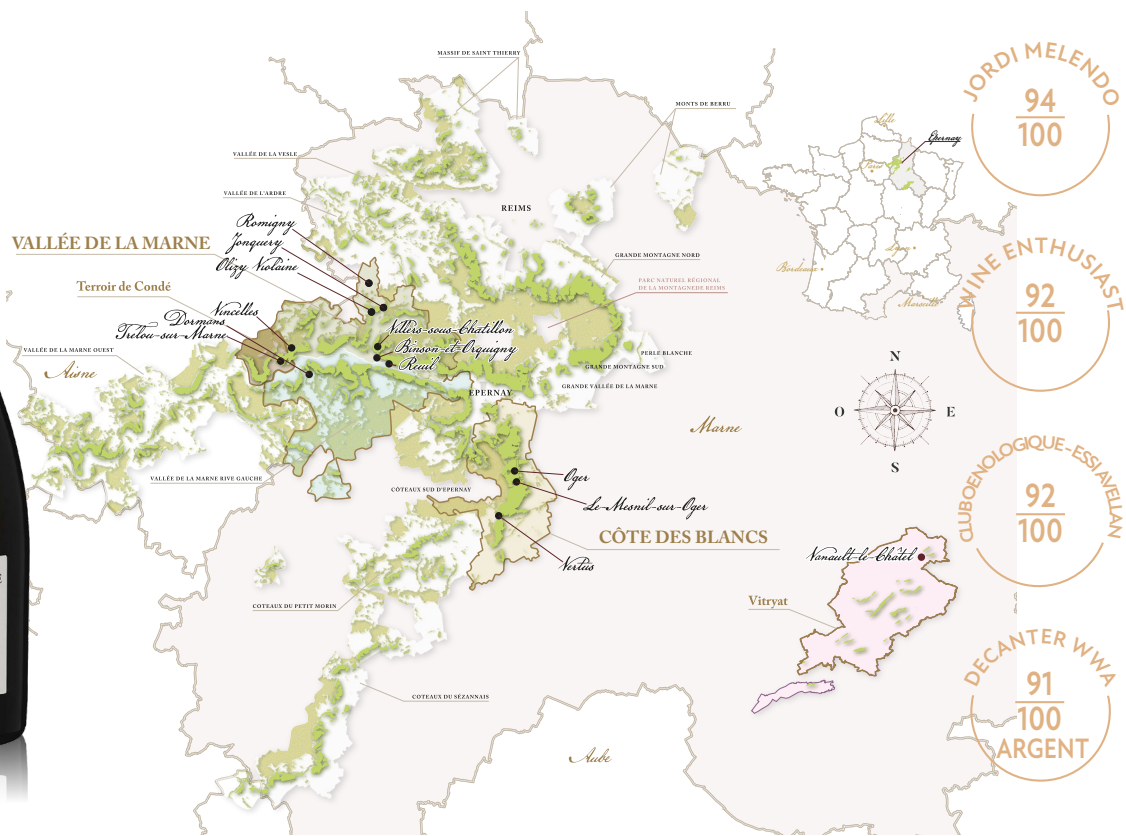 MASSIF DE SAINT THIERRY
MONTS DE BERRU
VALLÉE DE LA VESLE
VALLÉE DE L'ARDRE
REIMS
Romigny
Jonquery
Olizy Violaine
VALLÉE DE LA MARNE
GRANDE MONTAGNE NORD
PARC NATUREL RÉGIONAL
DE LA MONTAGNEDE REIMS
Terroir de Condé
Vincelles
Dormans
Trélou-sur-Marne
Villers-sous-Chatillon
Binson-et-Orquigny
Reuil
VALLÉE DE LA MARNE OUEST
Aisne
PERLE BLANCHE
GRANDE MONTAGNE SUD
GRANDE VALLÉE DE LA MARNE
EPERNAY
Marne
VALLÉE DE LA MARNE RIVE GAUCHE
CÔTEAUX SUD D'EPERNAY
Oger
Le-Mesnil-sur-Oger
CÔTE DES BLANCS
Vertus
COTEAUX DU PETIT MORIN
COTEAUX DU SÉZANNAIS
Aube
Vanault-le-Châtel
Vitryat
Lille
Epernay
Paris
Lyon
Bordeaux
Marseille
N
O
E
S
JORDI MELENDO
94
100
WINE ENTHUSIAST
92
100
CLUBOENOLOGIQUE-ESSI AVELLAN
92
100
DECANTER WWA
91
100
ARGENT